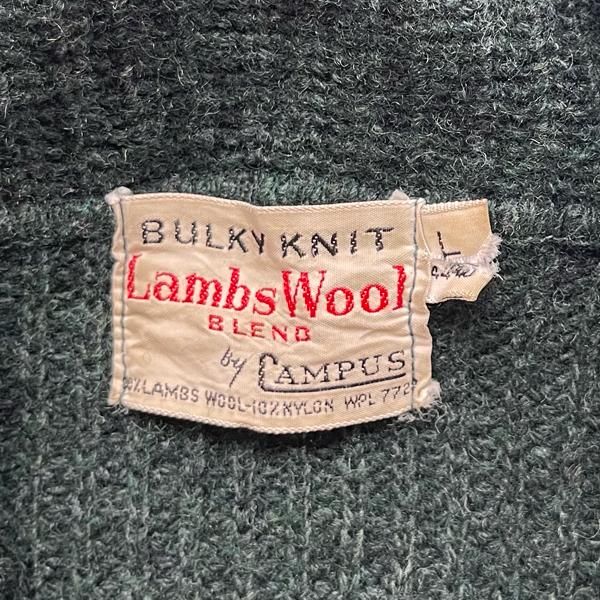 BULKY KNIT
LambsWool
BLEND
by CAMPUS
% LAMBS WOOL-10% NYLON WPL 772
L